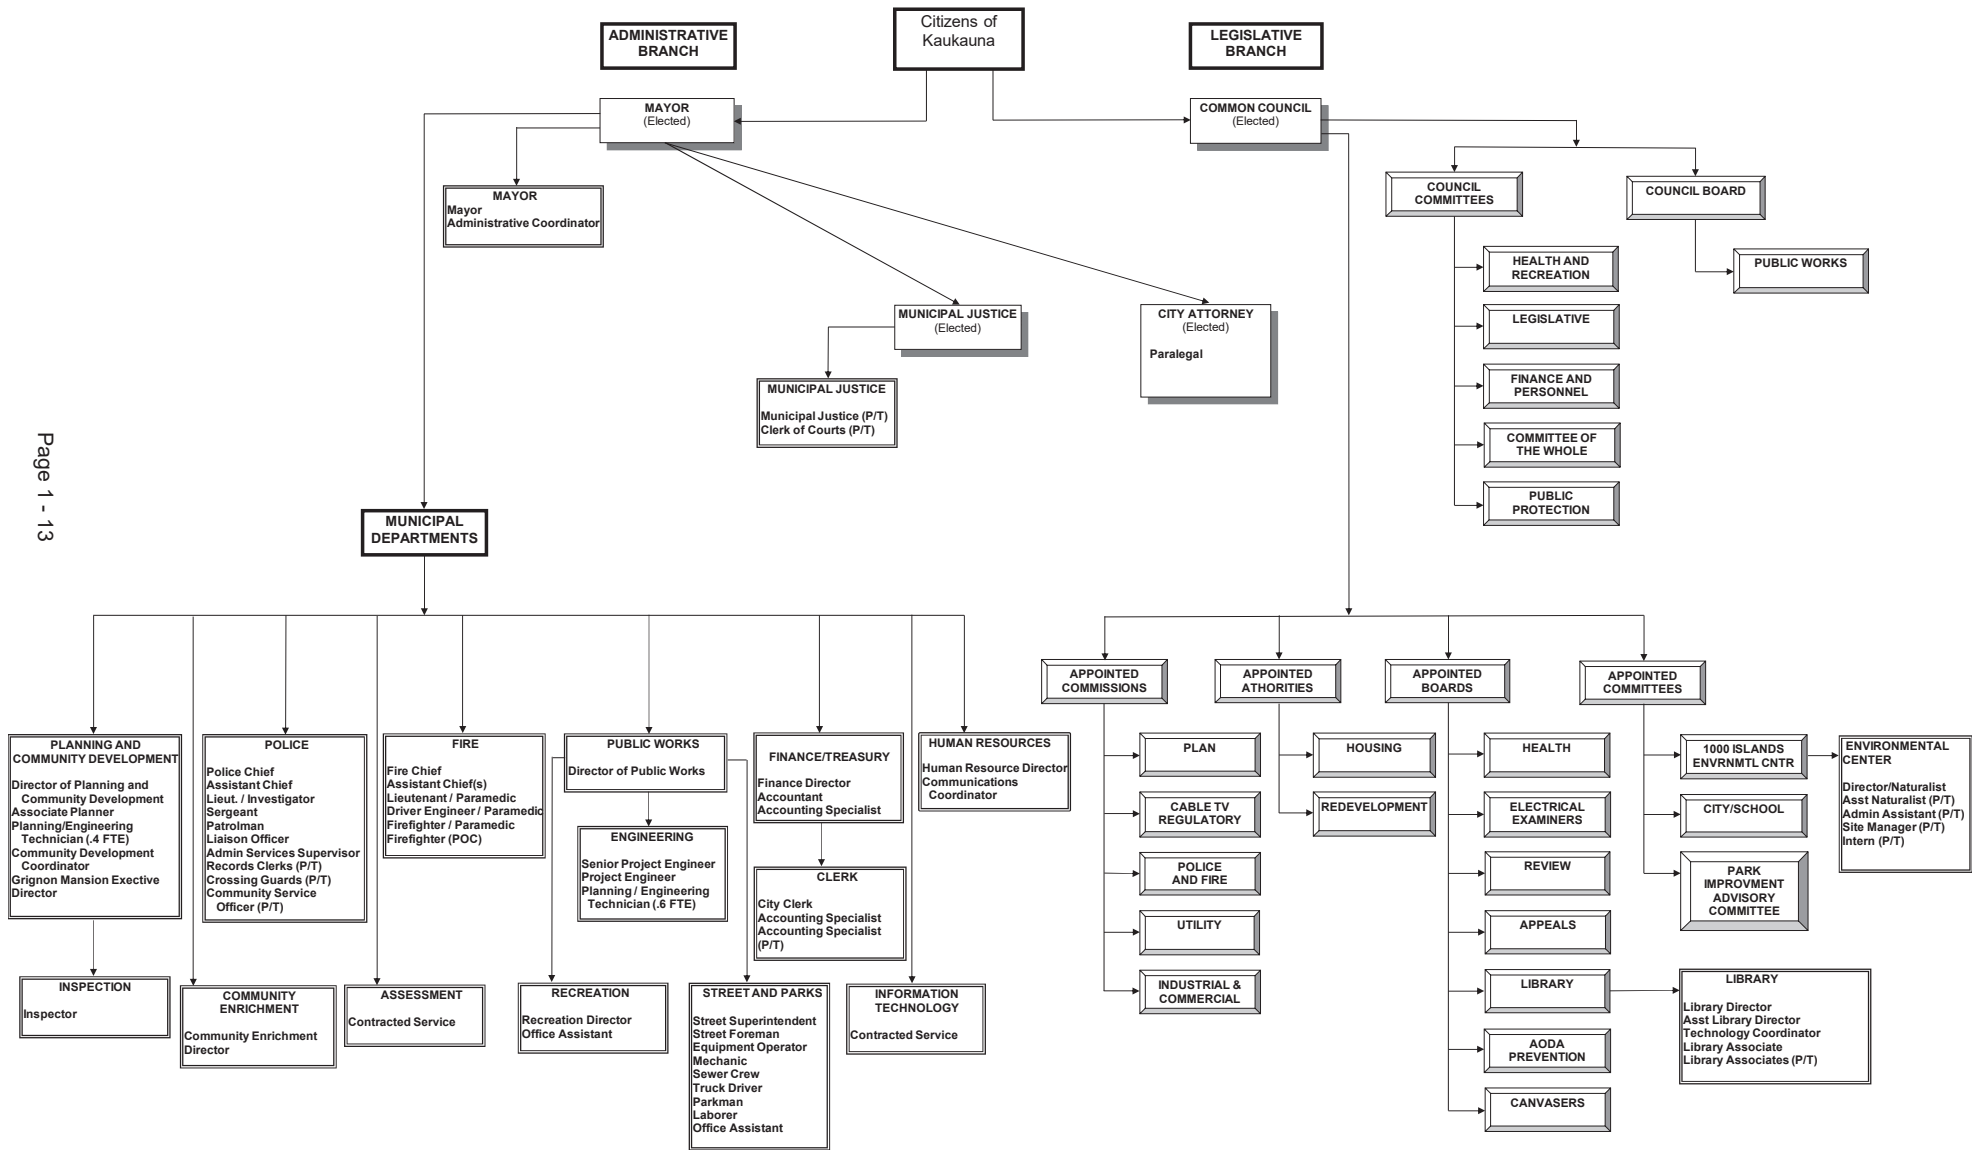 Citizens of
Kaukauna
ADMINISTRATIVE
BRANCH
LEGISLATIVE
BRANCH
MAYOR
(Elected)
COMMON COUNCIL
(Elected)
MAYOR
Mayor
Administrative Coordinator
COUNCIL
COMMITTEES
COUNCIL BOARD
HEALTH AND
RECREATION
PUBLIC WORKS
LEGISLATIVE
FINANCE AND
PERSONNEL
COMMITTEE OF
THE WHOLE
PUBLIC
PROTECTION
MUNICIPAL JUSTICE
(Elected)
CITY ATTORNEY
(Elected)
Paralegal
MUNICIPAL JUSTICE
Municipal Justice (P/T)
Clerk of Courts (P/T)
Page 1 - 13
MUNICIPAL
DEPARTMENTS
PLANNING AND
COMMUNITY DEVELOPMENT
Director of Planning and
Community Development
Associate Planner
Planning/Engineering
Technician (.4 FTE)
Community Development
Coordinator
Grignon Mansion Exective
Director
INSPECTION
Inspector
COMMUNITY
ENRICHMENT
Community Enrichment
Director
POLICE
Police Chief
Assistant Chief
Lieut. / Investigator
Sergeant
Patrolman
Liaison Officer
Admin Services Supervisor
Records Clerks (P/T)
Crossing Guards (P/T)
Community Service
Officer (P/T)
ASSESSMENT
Contracted Service
FIRE
Fire Chief
Assistant Chief(s)
Lieutenant / Paramedic
Driver Engineer / Paramedic
Firefighter / Paramedic
Firefighter (POC)
PUBLIC WORKS
Director of Public Works
ENGINEERING
Senior Project Engineer
Project Engineer
Planning / Engineering
Technician (.6 FTE)
RECREATION
Recreation Director
Office Assistant
STREET AND PARKS
Street Superintendent
Street Foreman
Equipment Operator
Mechanic
Sewer Crew
Truck Driver
Parkman
Laborer
Office Assistant
FINANCE/TREASURY
Finance Director
Accountant
Accounting Specialist
CLERK
City Clerk
Accounting Specialist
Accounting Specialist
(P/T)
INFORMATION
TECHNOLOGY
Contracted Service
HUMAN RESOURCES
Human Resource Director
Communications
Coordinator
APPOINTED
COMMISSIONS
PLAN
CABLE TV
REGULATORY
POLICE
AND FIRE
UTILITY
INDUSTRIAL &
COMMERCIAL
APPOINTED
ATHORITIES
HOUSING
REDEVELOPMENT
APPOINTED
BOARDS
HEALTH
ELECTRICAL
EXAMINERS
REVIEW
APPEALS
LIBRARY
AODA
PREVENTION
CANVASERS
APPOINTED
COMMITTEES
1000 ISLANDS
ENVRNMTL CNTR
CITY/SCHOOL
PARK
IMPROVMENT
ADVISORY
COMMITTEE
ENVIRONMENTAL
CENTER
Director/Naturalist
Asst Naturalist (P/T)
Admin Assistant (P/T)
Site Manager (P/T)
Intern (P/T)
LIBRARY
Library Director
Asst Library Director
Technology Coordinator
Library Associate
Library Associates (P/T)